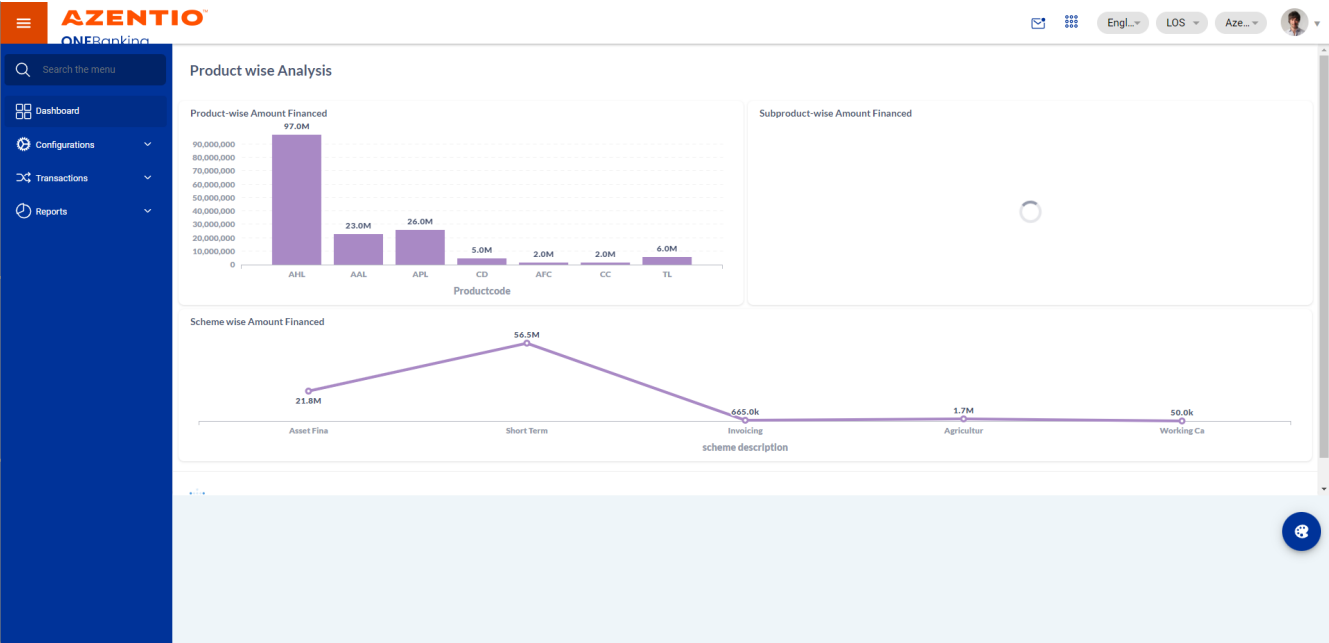 AZENTIO
ONEBanking
Engl...
LOS
Aze...
Search the menu
Dashboard
Configurations
Transactions
Reports
Product wise Analysis
Product-wise Amount Financed
97.0M
90,000,000
80,000,000
70,000,000
60,000,000
50,000,000
40,000,000
30,000,000
20,000,000
10,000,000
0
23.0M
26.0M
5.0M
2.0M
2.0M
6.0M
AHL AAL APL CD AFC CC TL
Productcode
Subproduct-wise Amount Financed
Scheme wise Amount Financed
56.5M
21.8M
665.0k
1.7M
50.0k
Asset Fina Short Term Invoicing Agricultur Working Ca
scheme description